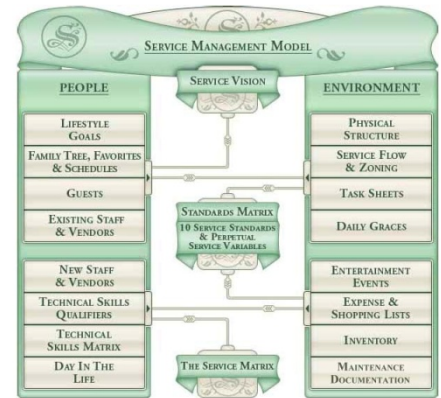 S
SERVICE MANAGEMENT MODEL
SERVICE VISION
PEOPLE
LIFESTYLE
GOALS
FAMILY TREE, FAVORITES
& SCHEDULES
GUESTS
EXISTING STAFF
& VENDORS
NEW STAFF
& VENDORS
TECHNICAL SKILLS
QUALIFIERS
TECHNICAL
SKILLS MATRIX
DAY IN THE
LIFE
STANDARDS MATRIX
10 SERVICE STANDARDS
& PERPETUAL
SERVICE VARIABLES
THE SERVICE MATRIX
ENVIRONMENT
PHYSICAL
STRUCTURE
SERVICE FLOW
& ZONING
TASK SHEETS
DAILY GRACES
ENTERTAINMENT
EVENTS
EXPENSE &
SHOPPING LISTS
INVENTORY
MAINTENANCE
DOCUMENTATION